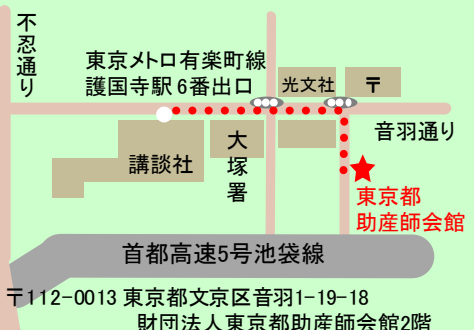 不忍通り
東京メトロ有楽町線
護国寺駅6番出口
光文社
〒
音羽通り
講談社
大塚署
東京都
助産師会館
首都高速5号池袋線
〒112-0013 東京都文京区音羽1-19-18
財団法人東京都助産師会館2階